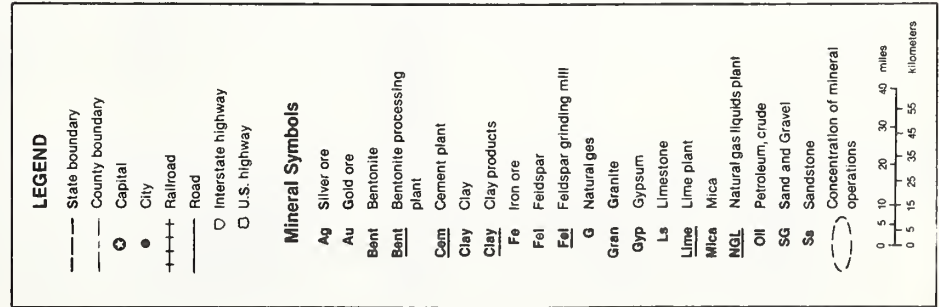 LEGEND
State boundary
County boundary
Capital
City
Railroad
Road
Interstate highway
U.S. highway
Mineral Symbols
Ag Silver ore
Au Gold ore
Bent Bentonite
Bent Bentonite processing
plant
Cem Cement plant
Clay Clay
Clay Clay products
Fe Iron ore
Fel Feldspar
Fel Feldspar grinding mill
G Natural ges
Gran Granite
Gyp Gypsum
Ls Limestone
Lime Lime plant
Mica Mica
NGL Natural gas liquids plant
Oil Petroleum, crude
SG Sand and Gravel
Ss Sandstone
Concentration of mineral
operations
0 5 10 20 30 40 miles
0 5 15 25 35 45 55 kilometers